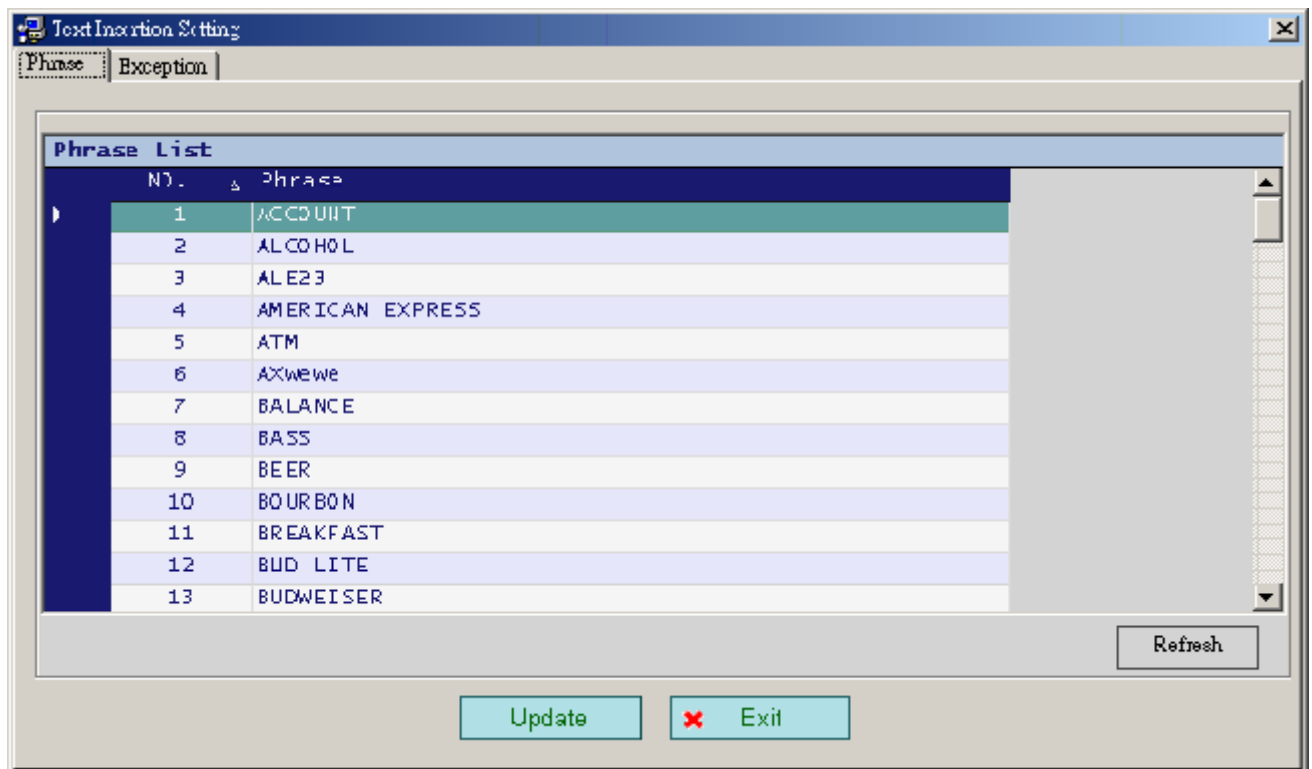 Text Insertion Setting
Phrase Exception
Phrase List
NO. Phrase
1 ACCOUNT
2 ALCOHOL
3 ALE23
4 AMERICAN EXPRESS
5 ATM
6 AXwewe
7 BALANCE
8 BASS
9 BEER
10 BOURBON
11 BREAKFAST
12 BUD LITE
13 BUDWEISER
Refresh
Update Exit